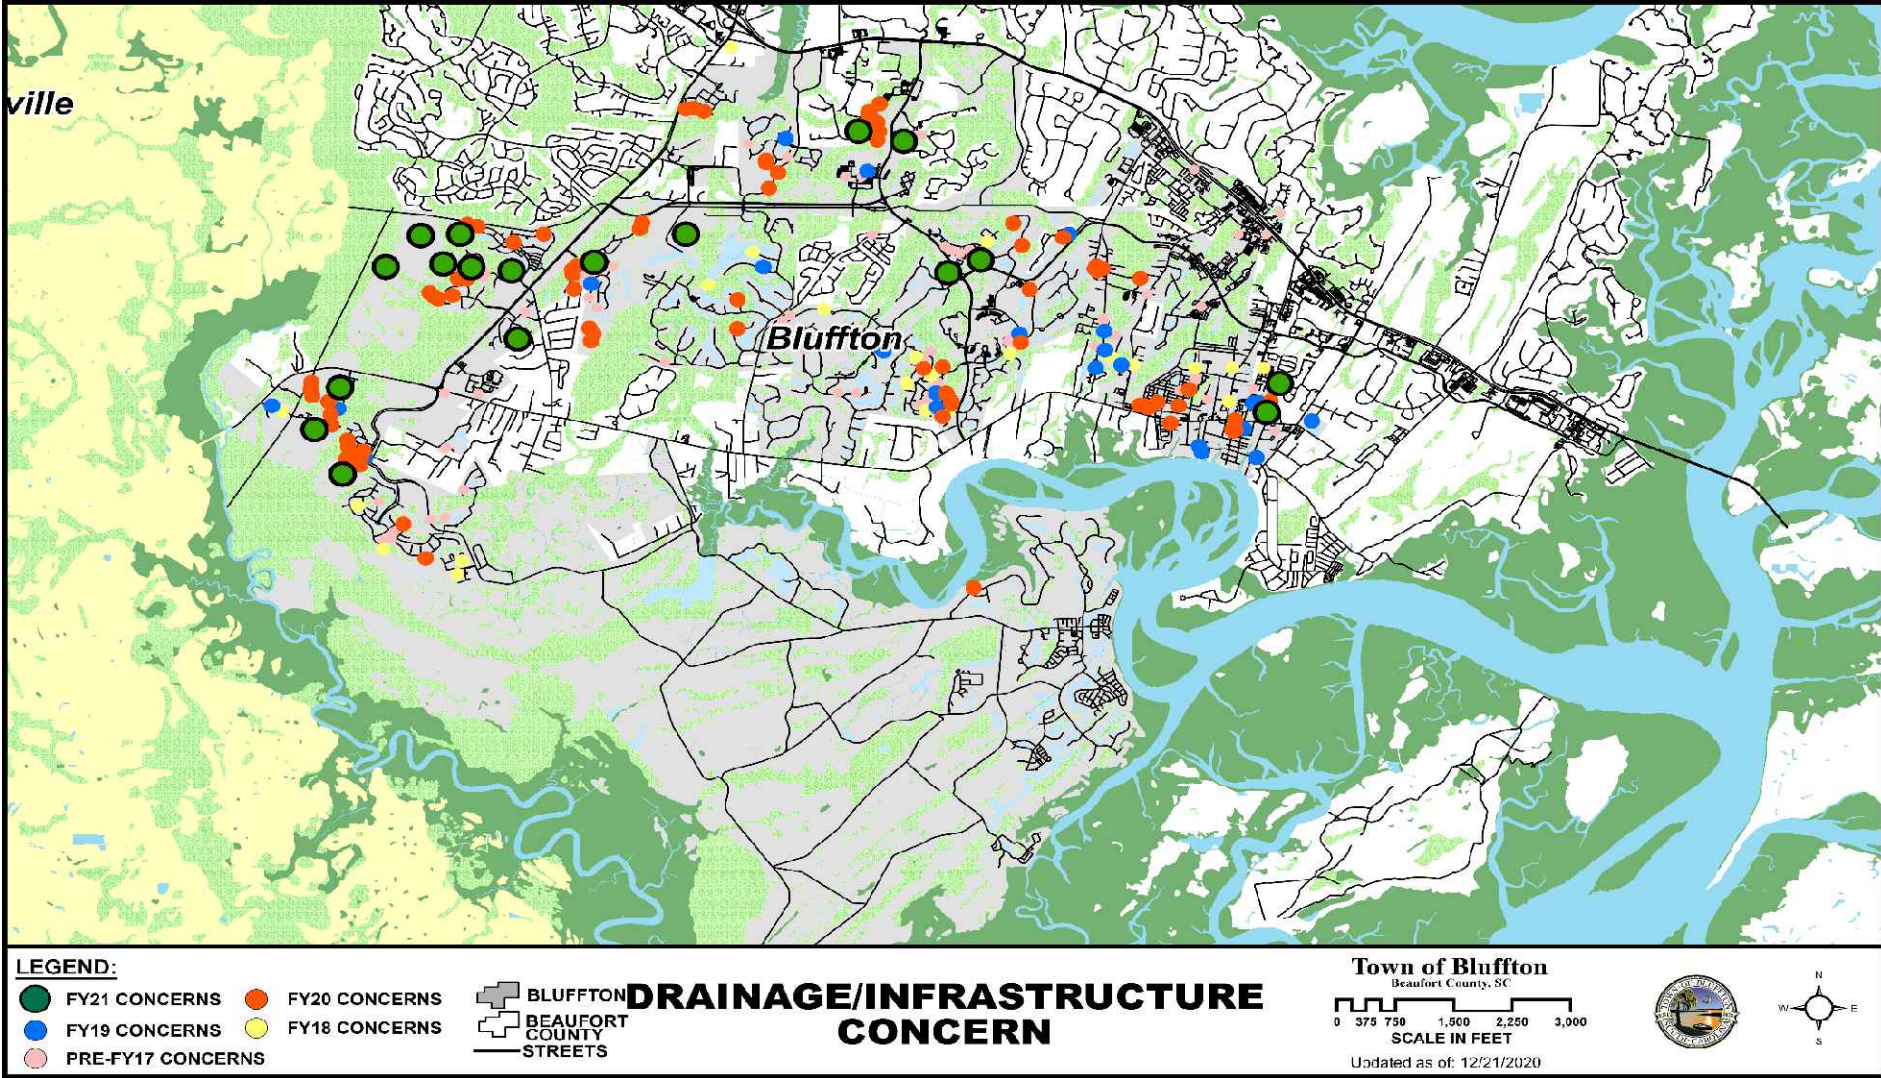 ville
Bluffton
LEGEND:
FY21 CONCERNS
FY20 CONCERNS
FY19 CONCERNS
FY18 CONCERNS
PRE-FY17 CONCERNS
BLUFFTON
BEAUFORT
COUNTY
STREETS
DRAINAGE/INFRASTRUCTURE
CONCERN
Town of Bluffton
Beaufort County, SC
0 375 750 1,500 2,250 3,000
SCALE IN FEET
Updated as of: 12/21/2020
N
W E
S